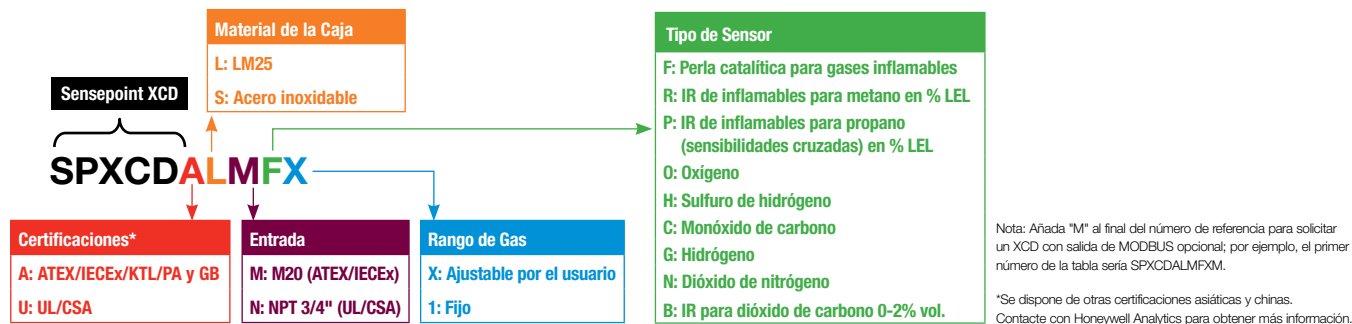 Material de la Caja
L: LM25
S: Acero inoxidable
Sensepoint XCD
SPXCDALMFX
Certificaciones*
A: ATEX/IECEx/KTL/PA y GB
U: UL/CSA
Entrada
M: M20 (ATEX/IECEx)
N: NPT 3/4" (UL/CSA)
Rango de Gas
X: Ajustable por el usuario
1: Fijo
Tipo de Sensor
F: Perla catalítica para gases inflamables
R: IR de inflamables para metano en % LEL
P: IR de inflamables para propano
(sensibilidades cruzadas) en % LEL
O: Oxígeno
H: Sulfuro de hidrógeno
C: Monóxido de carbono
G: Hidrógeno
N: Dióxido de nitrógeno
B: IR para dióxido de carbono 0-2% vol.
Nota: Añada "M" al final del número de referencia para solicitar
un XCD con salida de MODBUS opcional; por ejemplo, el primer
número de la tabla sería SPXCDALMFXM.
*Se dispone de otras certificaciones asiáticas y chinas.
Contacte con Honeywell Analytics para obtener más información.